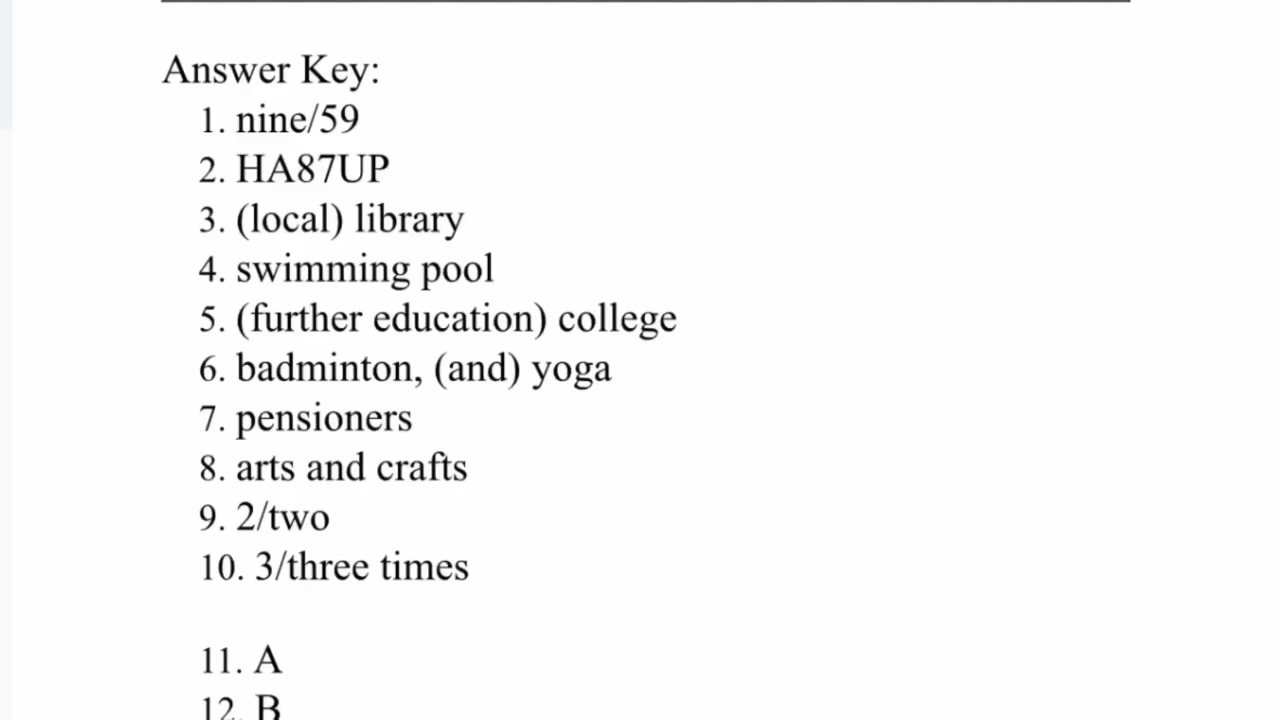 Answer Key:
1. nine/59
2. HA87UP
3. (local) library
4. swimming pool
5. (further education) college
6. badminton, (and) yoga
7. pensioners
8. arts and crafts
9. 2/two
10. 3/three times
11. A
12. B